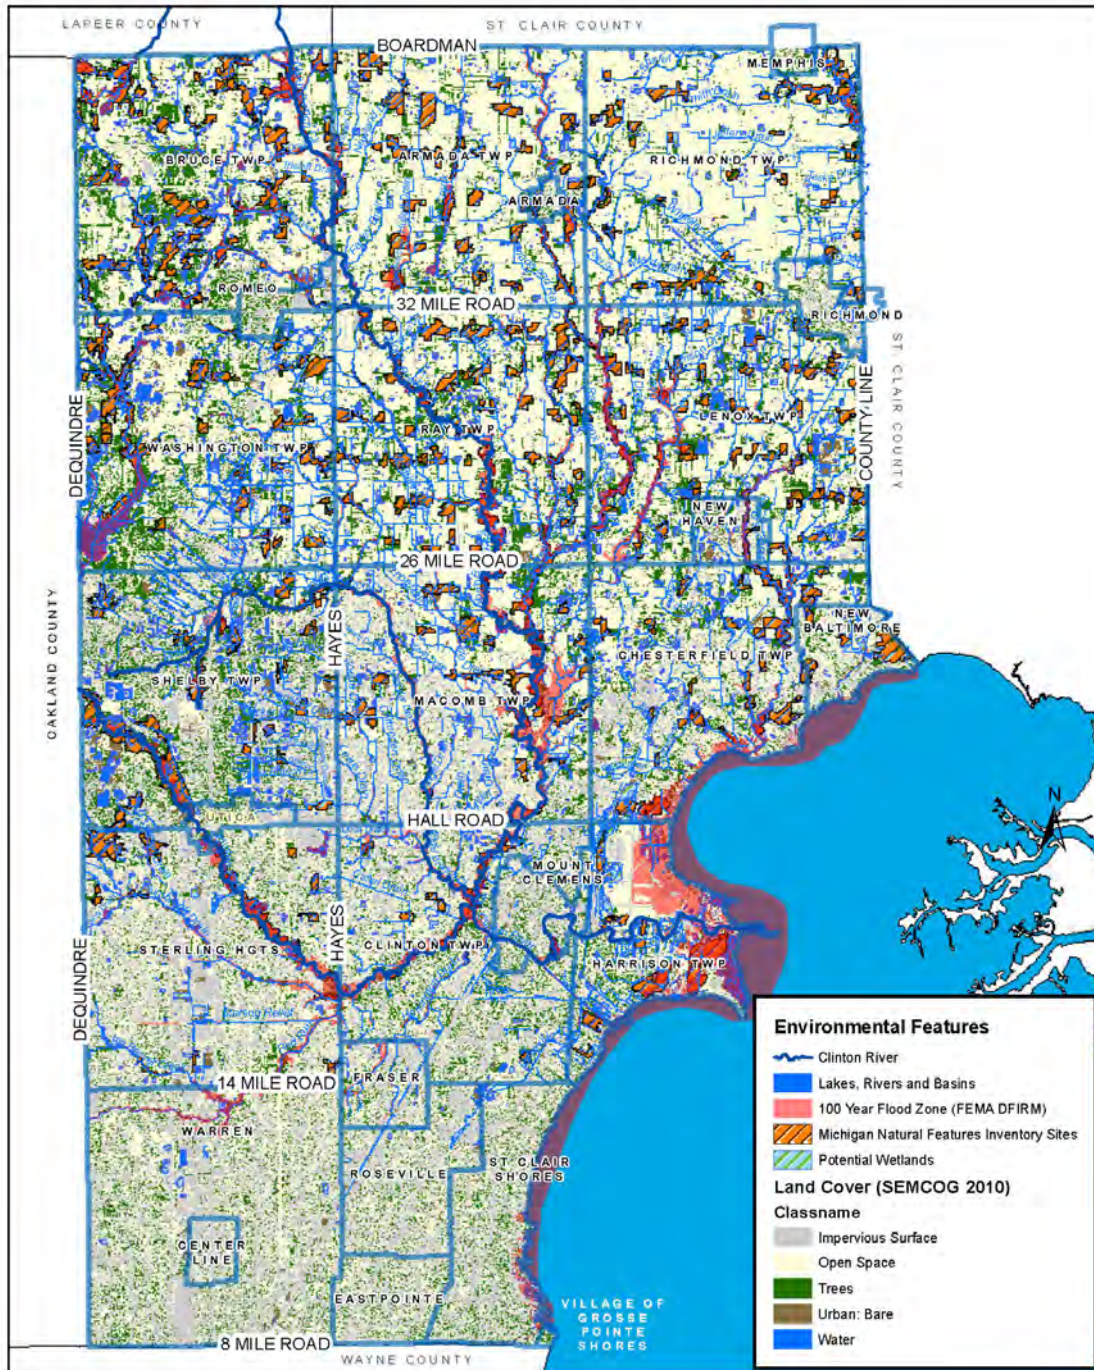 LAPEER COUNTY
ST. CLAIR COUNTY
BOARDMAN
MEMPHIS
BRUCE TWP
ARMADA TWP
RICHMOND TWP
ARMADA
ROMEO
32 MILE ROAD
RICHMOND
ST. CLAIR COUNTY
DEQUINDRE
COUNTY LINE
LENOX TWP
RAY TWP
WASHINGTON TWP
NEW
HAVEN
26 MILE ROAD
OAKLAND COUNTY
HAYES
NEW
BALTIMORE
CHESTERFIELD TWP
SHELBY TWP
MACOMB TWP
UTICA
HALL ROAD
N
MOUNT
CLEMENS
HAYES
STERLING HGTS
CLINTON TWP
HARRISON TWP
DEQUINDRE
14 MILE ROAD
FRASER
WARREN
ROSEVILLE
ST CLAIR
SHORES
CENTER
LINE
EASTPOINTE
VILLAGE OF
GROSSE
POINTE
SHORES
8 MILE ROAD
WAYNE COUNTY
Environmental Features
Clinton River
Lakes, Rivers and Basins
100 Year Flood Zone (FEMA DFIRM)
Michigan Natural Features Inventory Sites
Potential Wetlands
Land Cover (SEMCOG 2010)
Classname
Impervious Surface
Open Space
Trees
Urban: Bare
Water